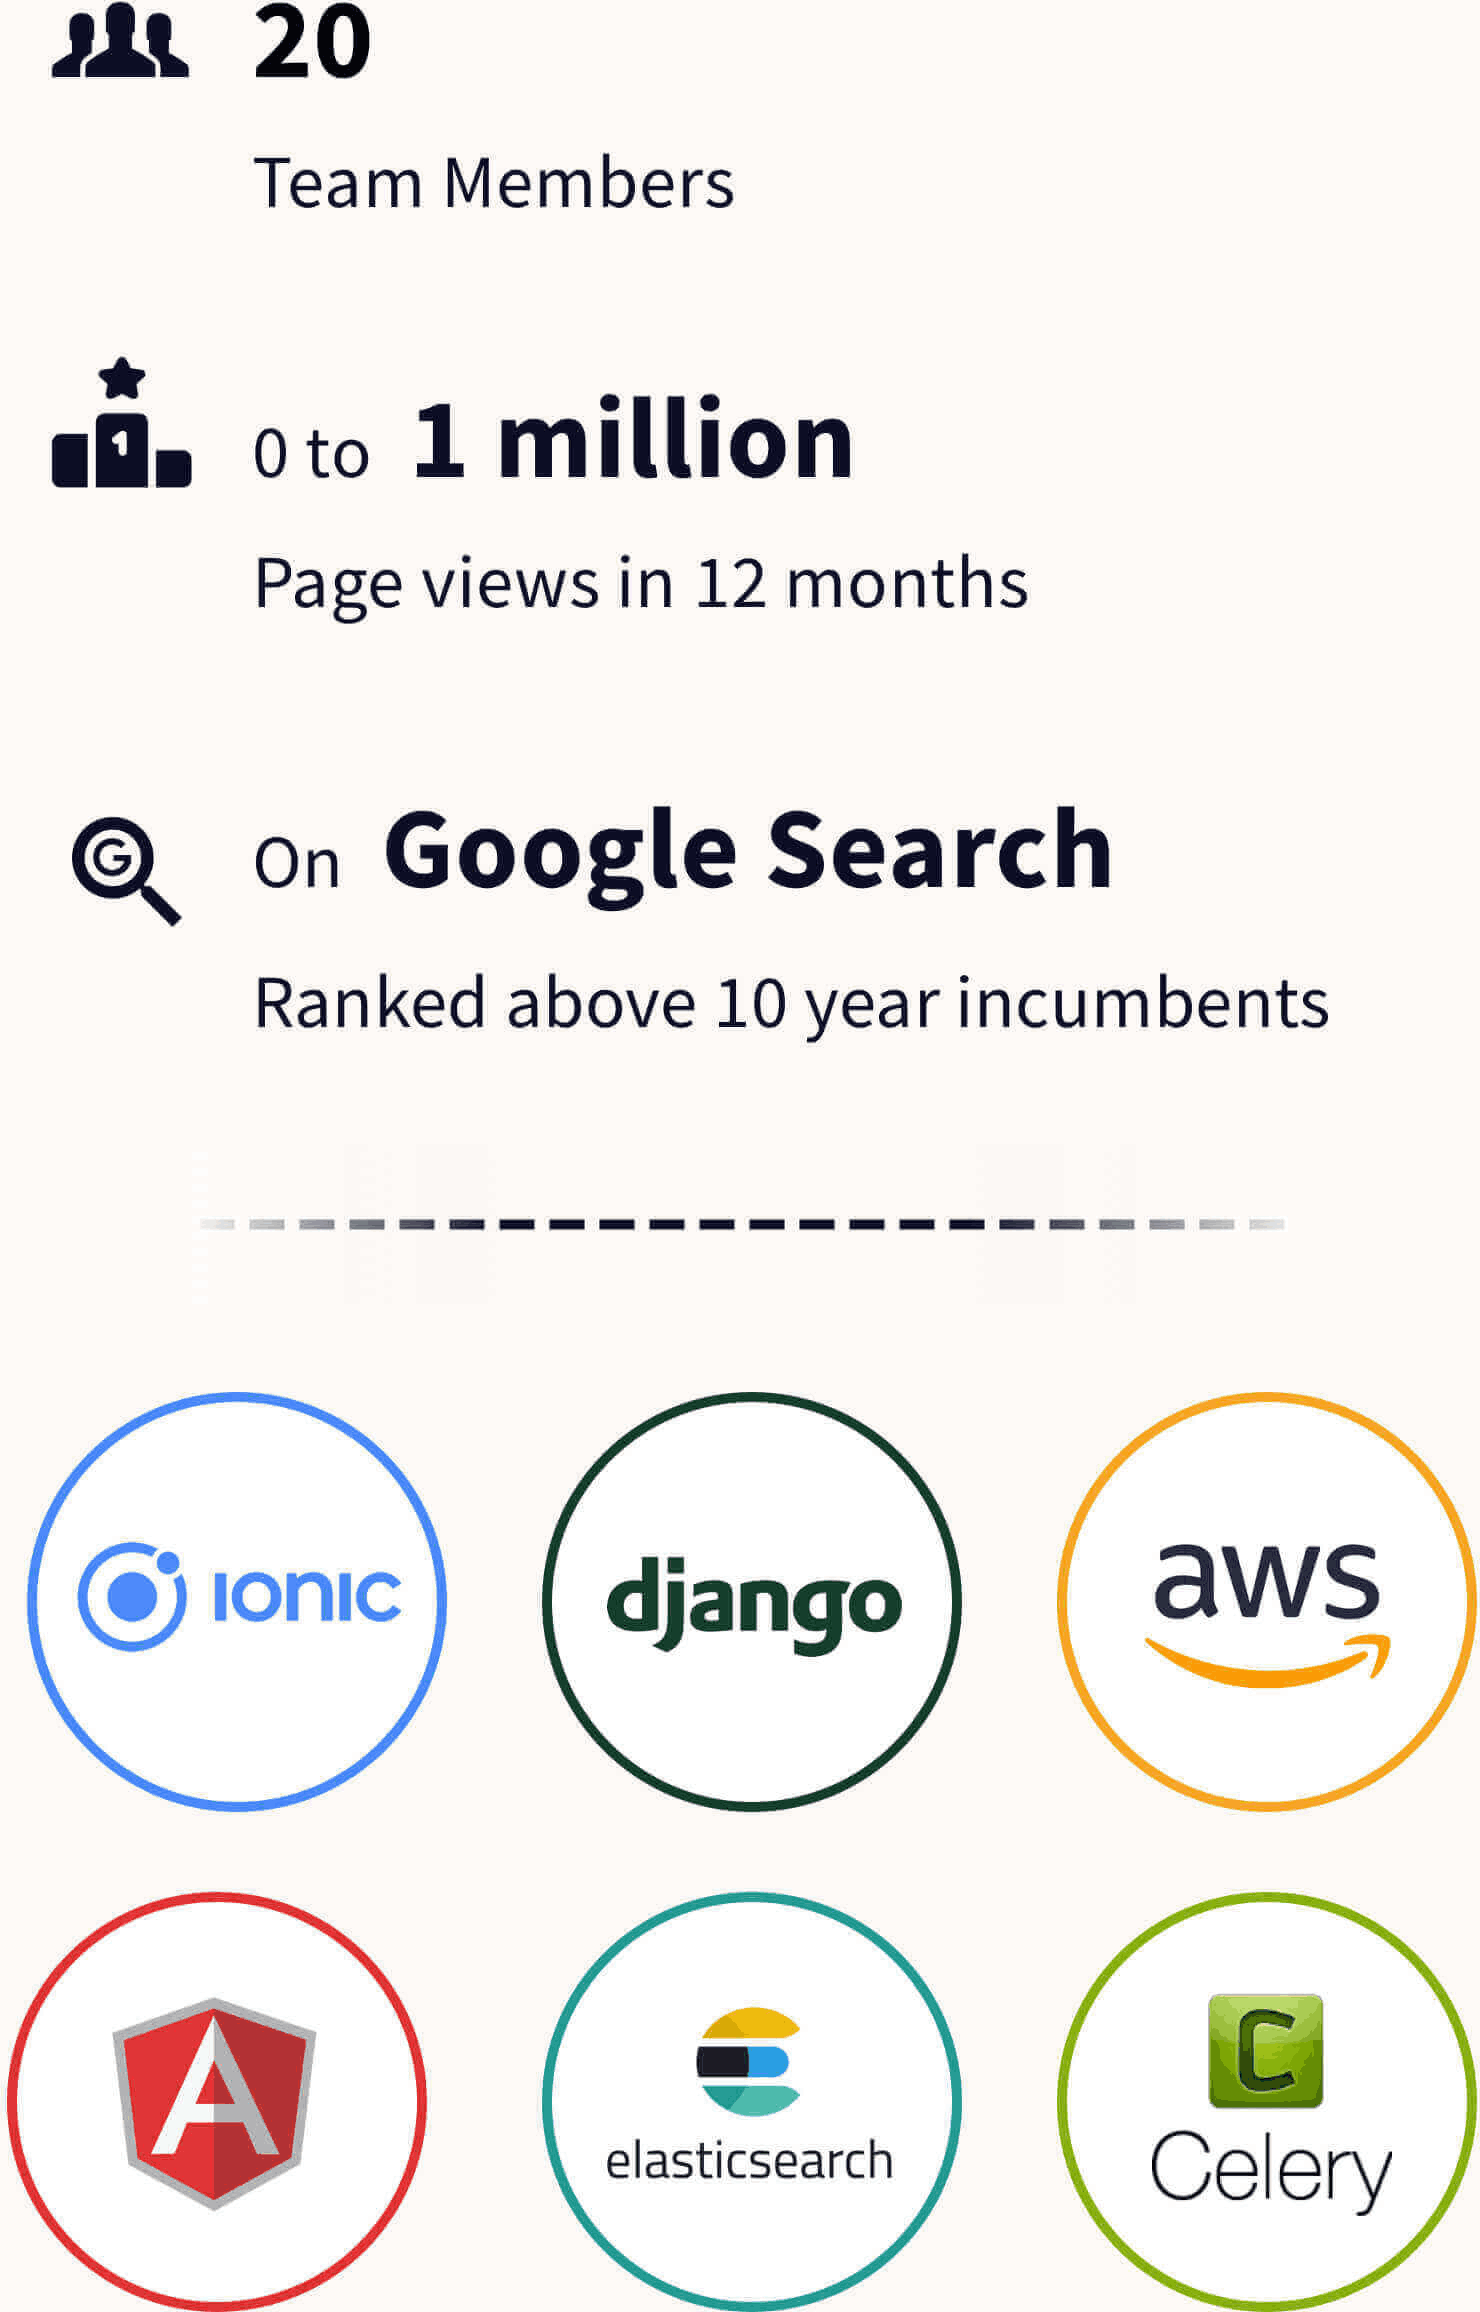 20
Team Members
1
0 to 1 million
Page views in 12 months
G
On Google Search
Ranked above 10 year incumbents
ionic
django
aws
A
elasticsearch
C
Celery